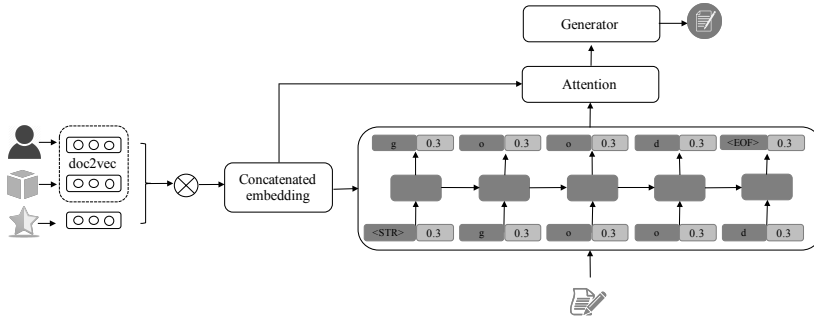 Generator
Attention
g 0.3 o 0.3 o 0.3 d 0.3 <EOF> 0.3
doc2vec
Concatenated
embedding
<STR> 0.3 g 0.3 o 0.3 o 0.3 d 0.3